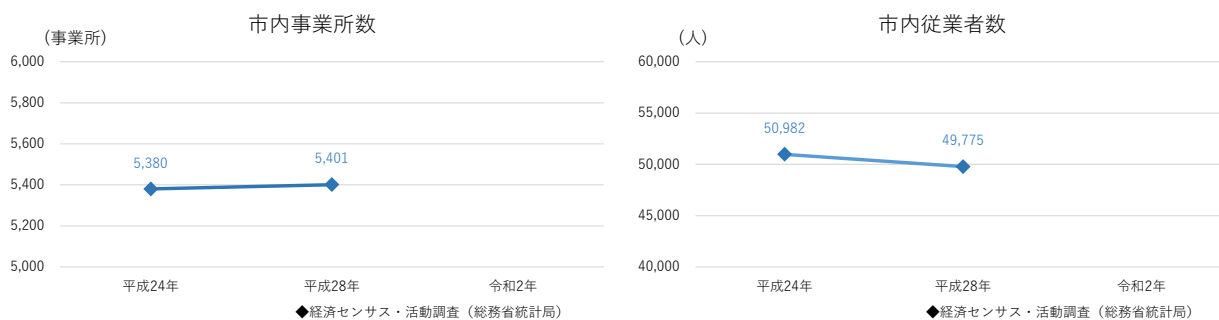 市内事業所数
(事業所)
6,000
5,800
5,600
5,400
5,200
5,000
5,380
5,401
平成24年 平成28年 令和2年
◆経済センサス・活動調査（総務省統計局）
市内従業者数
(人)
60,000
55,000
50,000
45,000
40,000
50,982
49,775
平成24年 平成28年 令和2年
◆経済センサス・活動調査（総務省統計局）